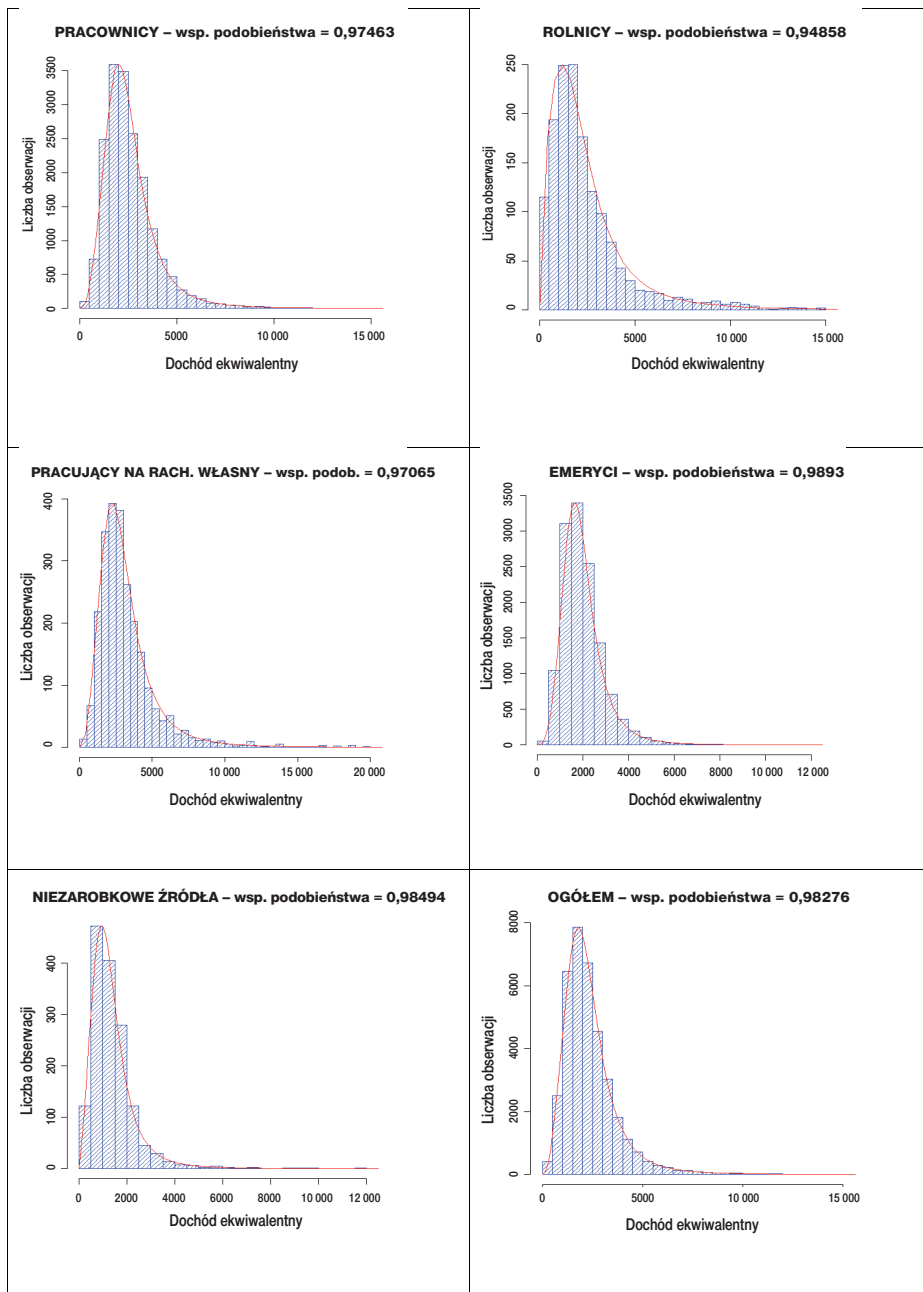 PRACOWNICY – wsp. podobieństwa = 0,97463
Liczba obserwacji
3500
3000
2500
2000
1500
1000
500
0
0 5000 10 000 15 000
Dochód ekwiwalentny
ROLNICY – wsp. podobieństwa = 0,94858
Liczba obserwacji
250
200
150
100
50
0
0 5000 10 000 15 000
Dochód ekwiwalentny
PRACUJĄCY NA RACH. WŁASNY – wsp. podob. = 0,97065
Liczba obserwacji
400
300
200
100
0
0 5000 10 000 15 000 20 000
Dochód ekwiwalentny
EMERYCI – wsp. podobieństwa = 0,9893
Liczba obserwacji
3500
3000
2500
2000
1500
1000
500
0
0 2000 4000 6000 8000 10 000 12 000
Dochód ekwiwalentny
NIEZAROBKOWE ŹRÓDŁA – wsp. podobieństwa = 0,98494
Liczba obserwacji
400
300
200
100
0
0 2000 4000 6000 8000 10 000 12 000
Dochód ekwiwalentny
OGÓŁEM – wsp. podobieństwa = 0,98276
Liczba obserwacji
8000
6000
4000
2000
0
0 5000 10 000 15 000
Dochód ekwiwalentny